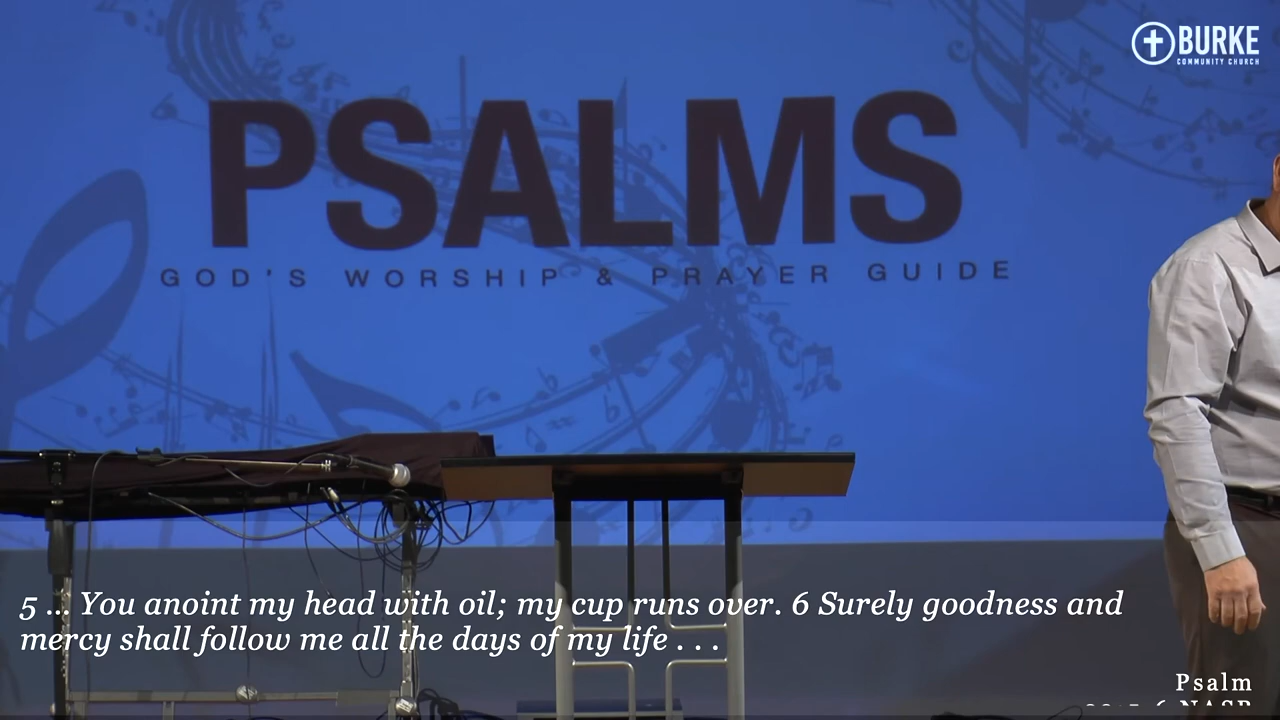 BURKE
COMMUNITY CHURCH
PSALMS
GOD'S WORSHIP & PRAYER GUIDE
5 ... You anoint my head with oil; my cup runs over. 6 Surely goodness and
mercy shall follow me all the days of my life . . .
Psalm